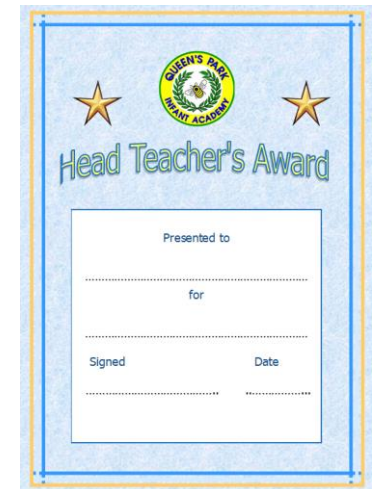 QUEEN'S PARK
INFANT ACADEMY
Head Teacher's Award
Presented to
................................................................
for
................................................................
Signed Date
...................................... ...................